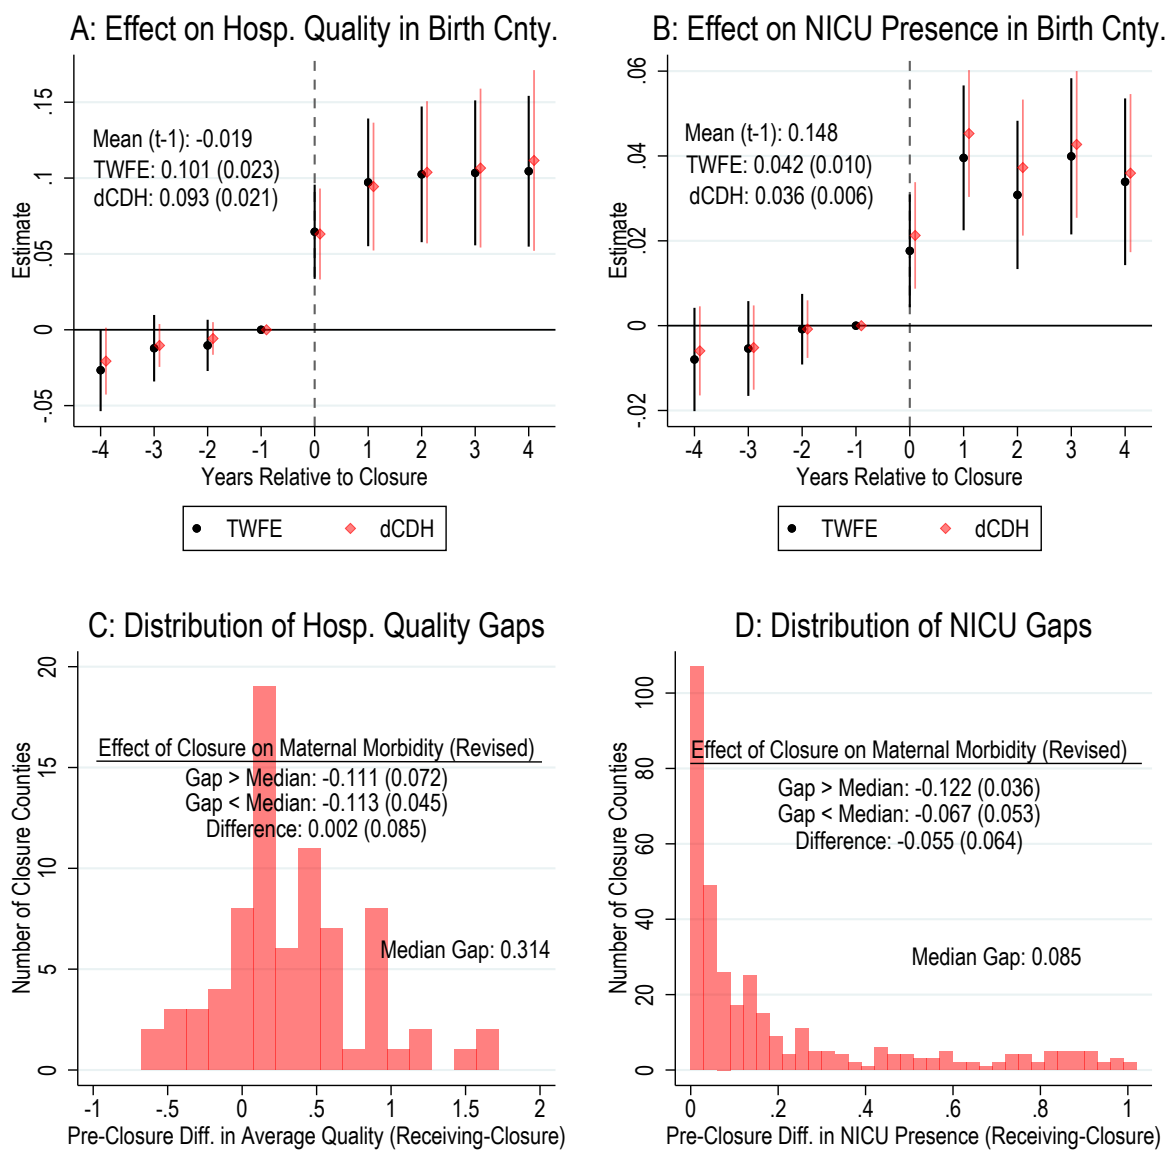 A: Effect on Hosp. Quality in Birth Cnty.
.15
.1
.05
0
-.05
Estimate
Mean (t-1): -0.019
TWFE: 0.101 (0.023)
dCDH: 0.093 (0.021)
-4 -3 -2 -1 0 1 2 3 4
Years Relative to Closure
TWFE dCDH
B: Effect on NICU Presence in Birth Cnty.
.06
.04
.02
0
-.02
Estimate
Mean (t-1): 0.148
TWFE: 0.042 (0.010)
dCDH: 0.036 (0.006)
-4 -3 -2 -1 0 1 2 3 4
Years Relative to Closure
TWFE dCDH
C: Distribution of Hosp. Quality Gaps
20
15
10
5
0
Number of Closure Counties
Effect of Closure on Maternal Morbidity (Revised)
Gap > Median: -0.111 (0.072)
Gap < Median: -0.113 (0.045)
Difference: 0.002 (0.085)
Median Gap: 0.314
-1 -.5 0 .5 1 1.5 2
Pre-Closure Diff. in Average Quality (Receiving-Closure)
D: Distribution of NICU Gaps
100
80
60
40
20
0
Number of Closure Counties
Effect of Closure on Maternal Morbidity (Revised)
Gap > Median: -0.122 (0.036)
Gap < Median: -0.067 (0.053)
Difference: -0.055 (0.064)
Median Gap: 0.085
0 .2 .4 .6 .8 1
Pre-Closure Diff. in NICU Presence (Receiving-Closure)